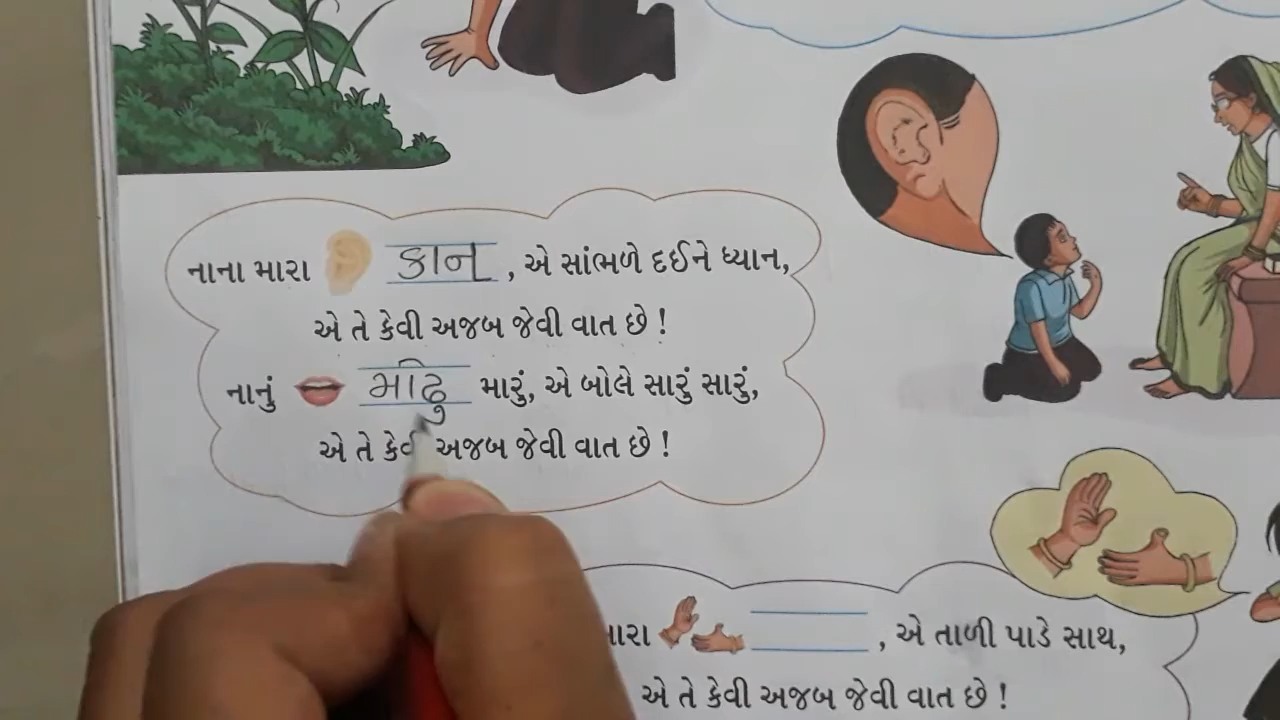 નાના મારા કાન, એ સાંભળે દઈને ધ્યાન,
એ તે કેવી અજબ જેવી વાત છે !
નાનું મોઢુ મારું, એ બોલે સારું સારું,
એ તે કેવી અજબ જેવી વાત છે !
, એ તાળી પાડે સાથ,
એ તે કેવી અજબ જેવી વાત છે !